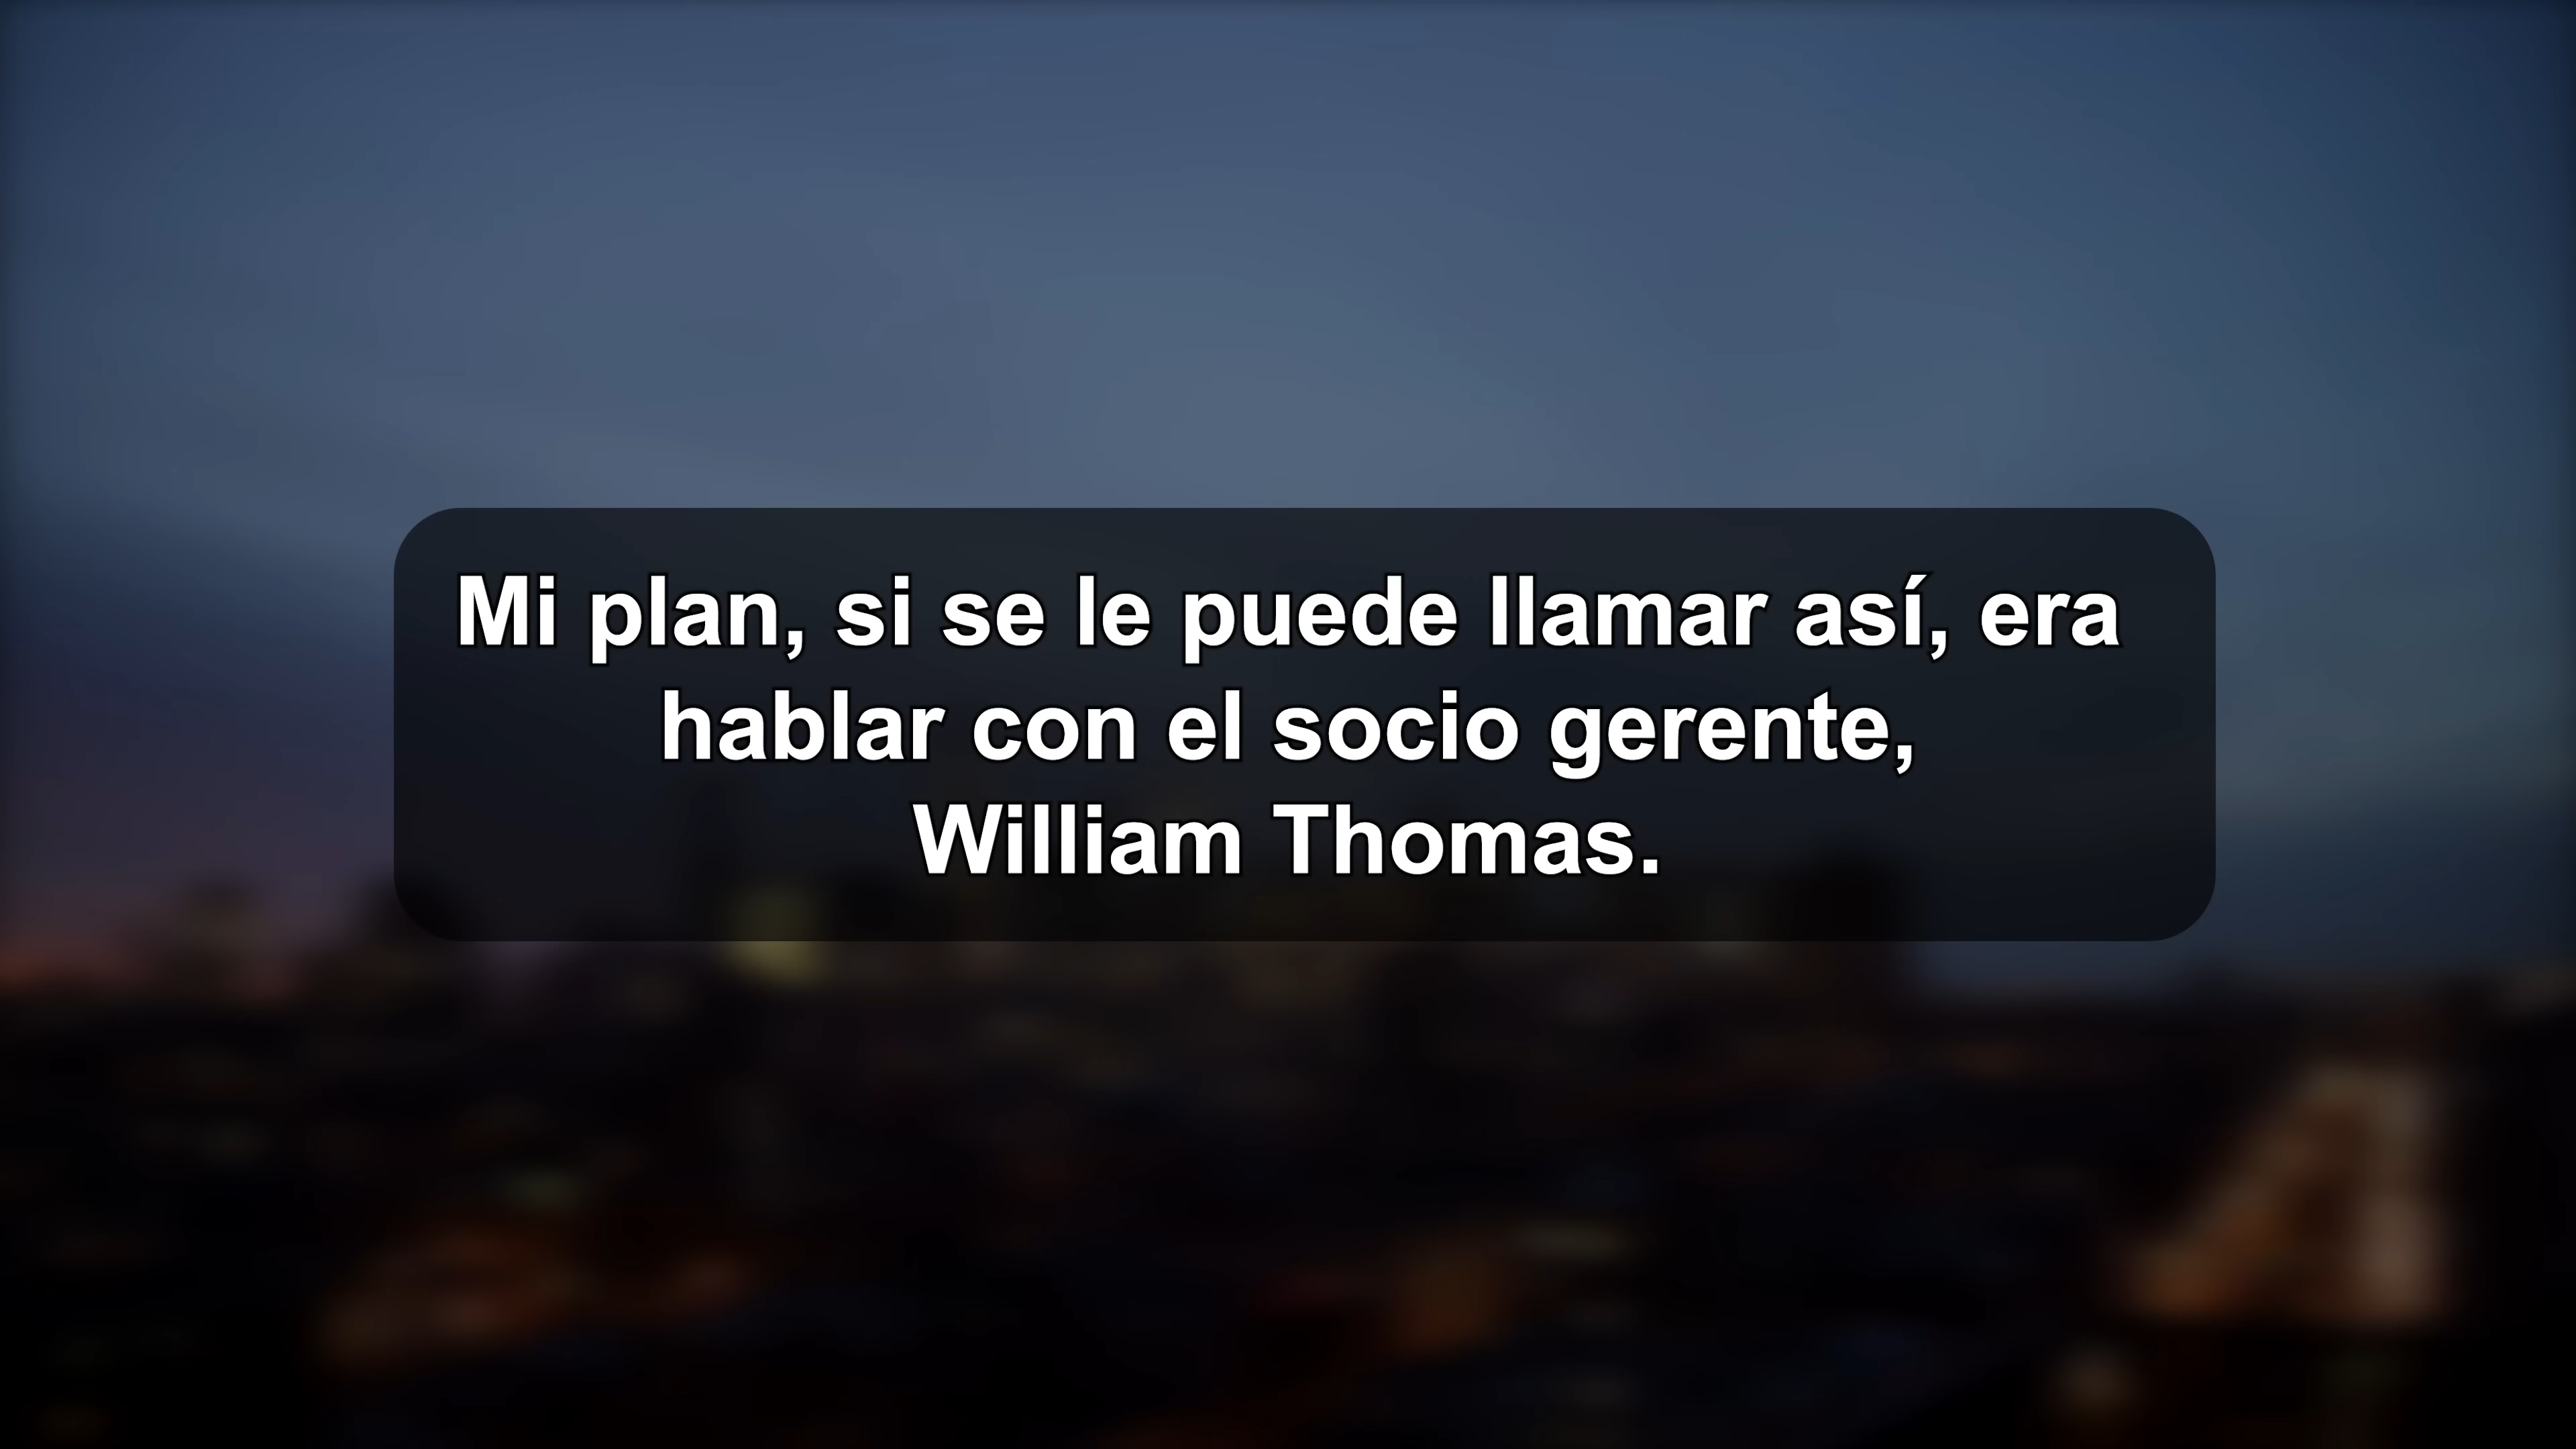 Mi plan, si se le puede llamar así, era
hablar con el socio gerente,
William Thomas.